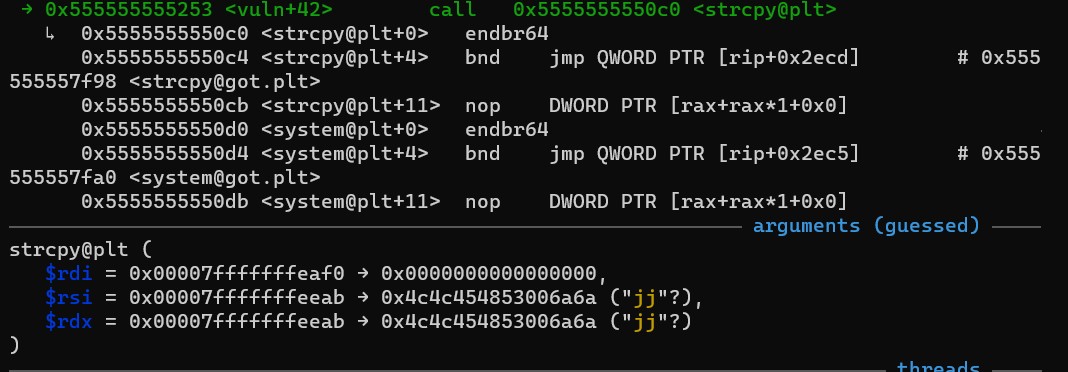 → 0x555555555253 <vuln+42> call 0x5555555550c0 <strcpy@plt>
↳ 0x5555555550c0 <strcpy@plt+0> endbr64
0x5555555550c4 <strcpy@plt+4> bnd jmp QWORD PTR [rip+0x2ecd] # 0x555
555557f98 <strcpy@got.plt>
0x5555555550cb <strcpy@plt+11> nop DWORD PTR [rax+rax*1+0x0]
0x5555555550d0 <system@plt+0> endbr64
0x5555555550d4 <system@plt+4> bnd jmp QWORD PTR [rip+0x2ec5] # 0x555
555557fa0 <system@got.plt>
0x5555555550db <system@plt+11> nop DWORD PTR [rax+rax*1+0x0]
arguments (guessed)
strcpy@plt (
$rdi = 0x00007fffffffeaf0 → 0x0000000000000000,
$rsi = 0x00007fffffffeeab → 0x4c4c454853006a6a ("jj"?),
$rdx = 0x00007fffffffeeab → 0x4c4c454853006a6a ("jj"?)
)
threads